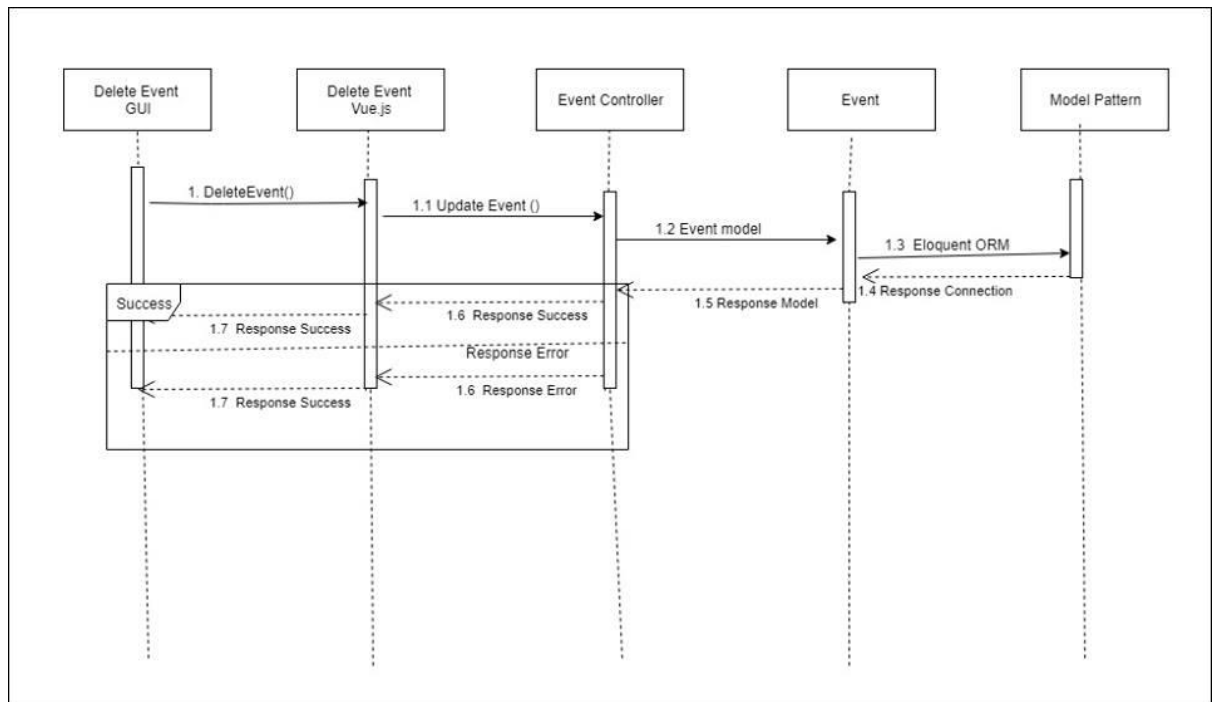 Delete Event
GUI
Delete Event
Vue.js
Event Controller
Event
Model Pattern
1. DeleteEvent()
1.1 Update Event ()
1.2 Event model
1.3 Eloquent ORM
1.4 Response Connection
1.5 Response Model
Success
1.6 Response Success
1.7 Response Success
Response Error
1.6 Response Error
1.7 Response Success